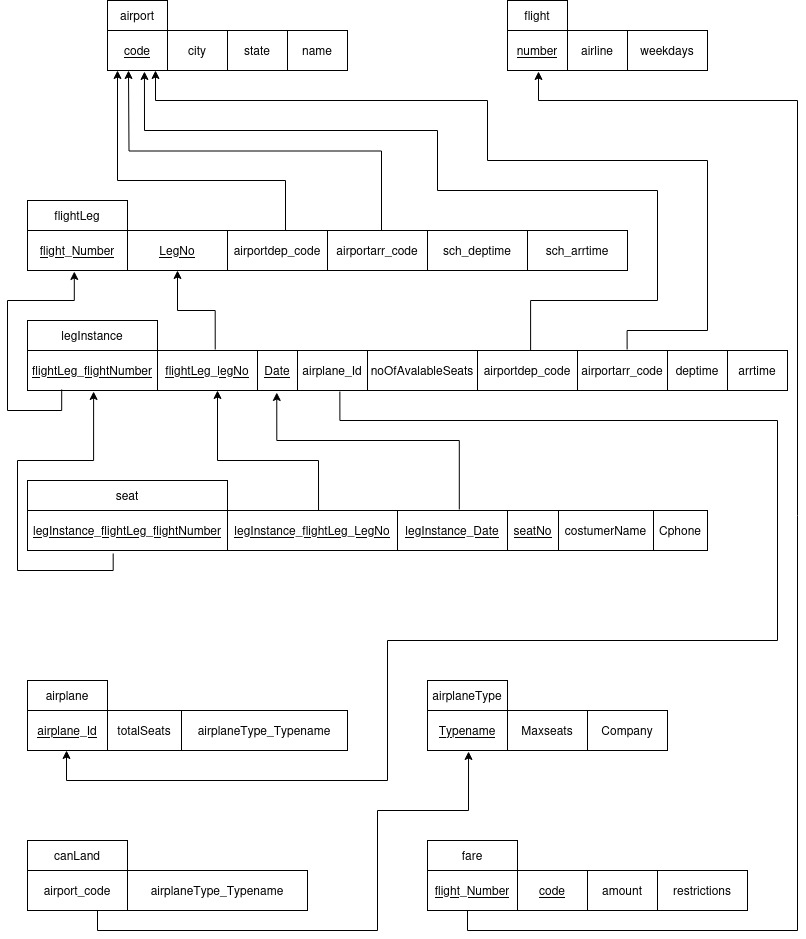 airport
code city state name
flight
number airline weekdays
flightLeg
flight_Number LegNo airportdep_code airportarr_code sch_deptime sch_arrtime
legInstance
flightLeg_flightNumber flightLeg_legNo Date airplane_Id noOfAvalableSeats airportdep_code airportarr_code deptime arrtime
seat
legInstance_flightLeg_flightNumber legInstance_flightLeg_LegNo legInstance_Date seatNo costumerName Cphone
airplane
airplane_Id totalSeats airplaneType_Typename
airplaneType
Typename Maxseats Company
canLand
airport_code airplaneType_Typename
fare
flight_Number code amount restrictions